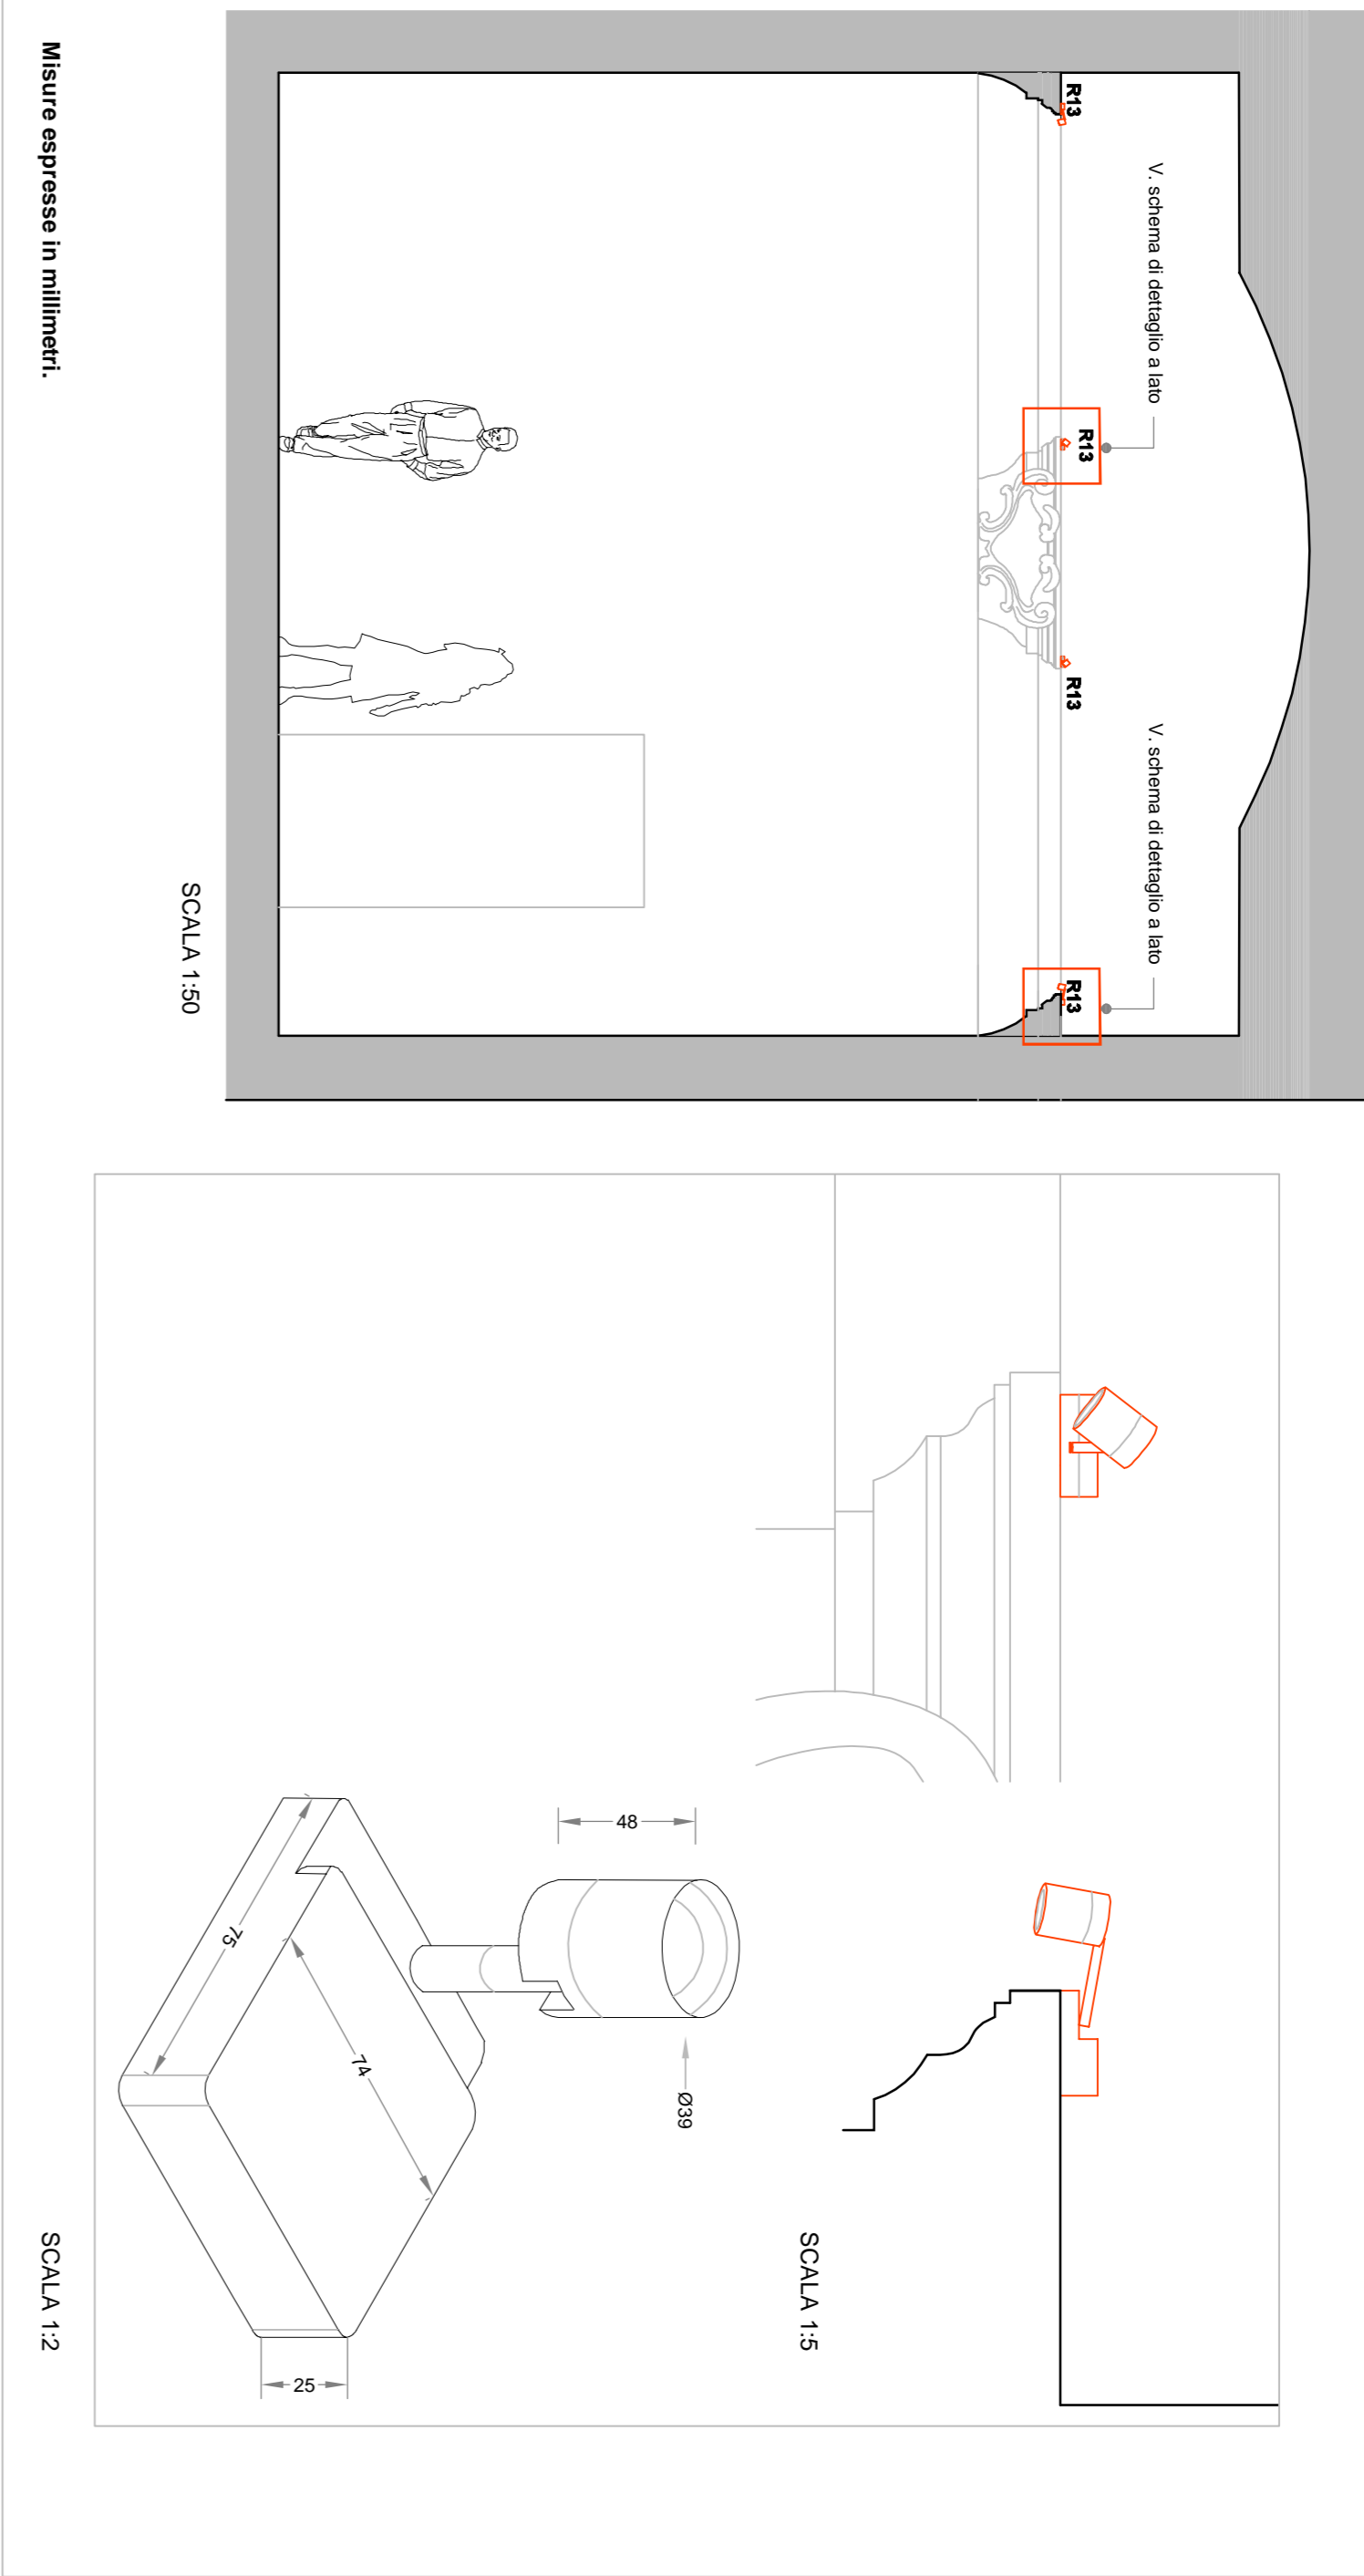 V. schema di dettaglio a lato
V. schema di dettaglio a lato
R13
R13
R13
R13
SCALA 1:50
Misure espresse in millimetri.
SCALA 1:5
48
Ø39
75
74
25
SCALA 1:2